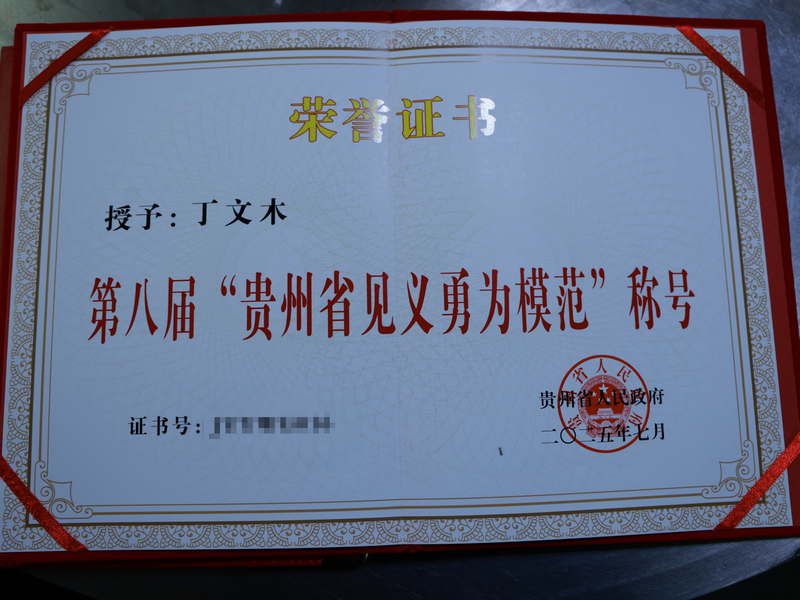 荣誉证书
授予：丁文木
第八届“贵州省见义勇为模范”称号
证书号：
贵州省人民政府
二〇二五年七月